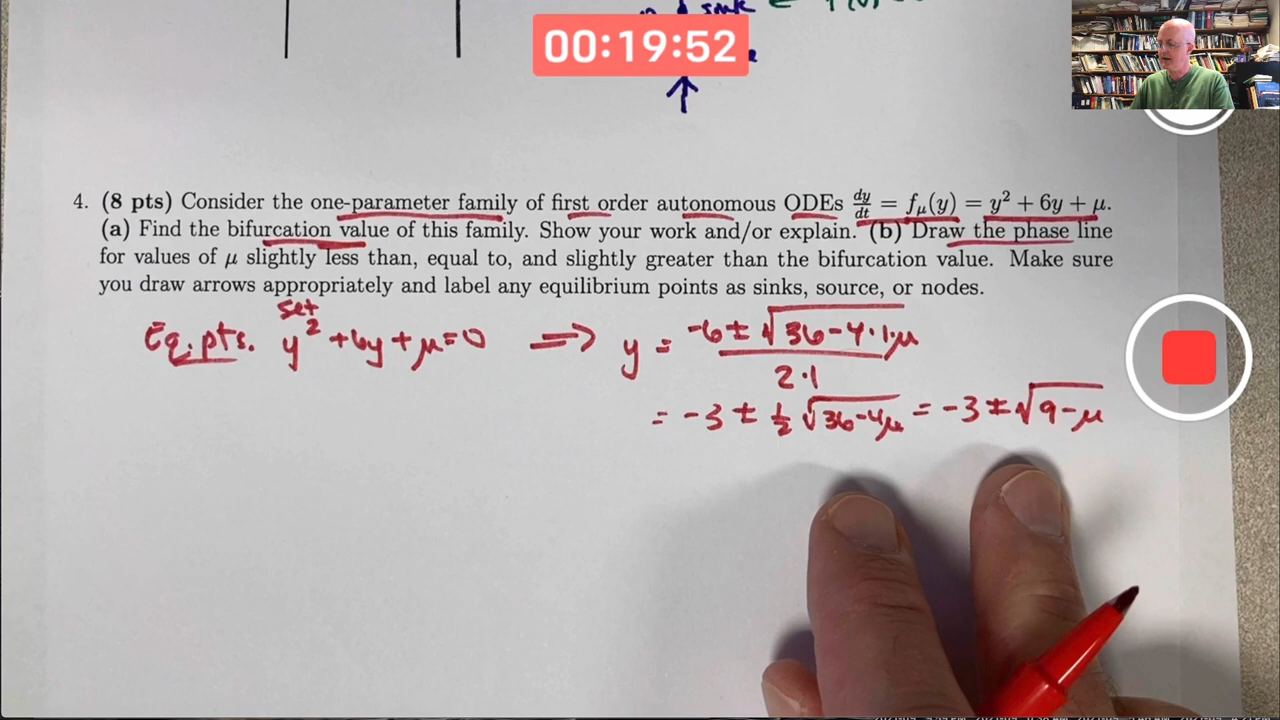 sink
00:19:52
4. (8 pts) Consider the one-parameter family of first order autonomous ODEs dy/dt = fμ(y) = y² + 6y + μ.
(a) Find the bifurcation value of this family. Show your work and/or explain. (b) Draw the phase line
for values of μ slightly less than, equal to, and slightly greater than the bifurcation value. Make sure
you draw arrows appropriately and label any equilibrium points as sinks, source, or nodes.
set
Eq. pts. y² + 6y + μ = 0 ⟹ y = (-6 ± √(36 - 4·1·μ))/(2·1)
= -3 ± ½ √(36-4μ) = -3 ± √(9-μ)